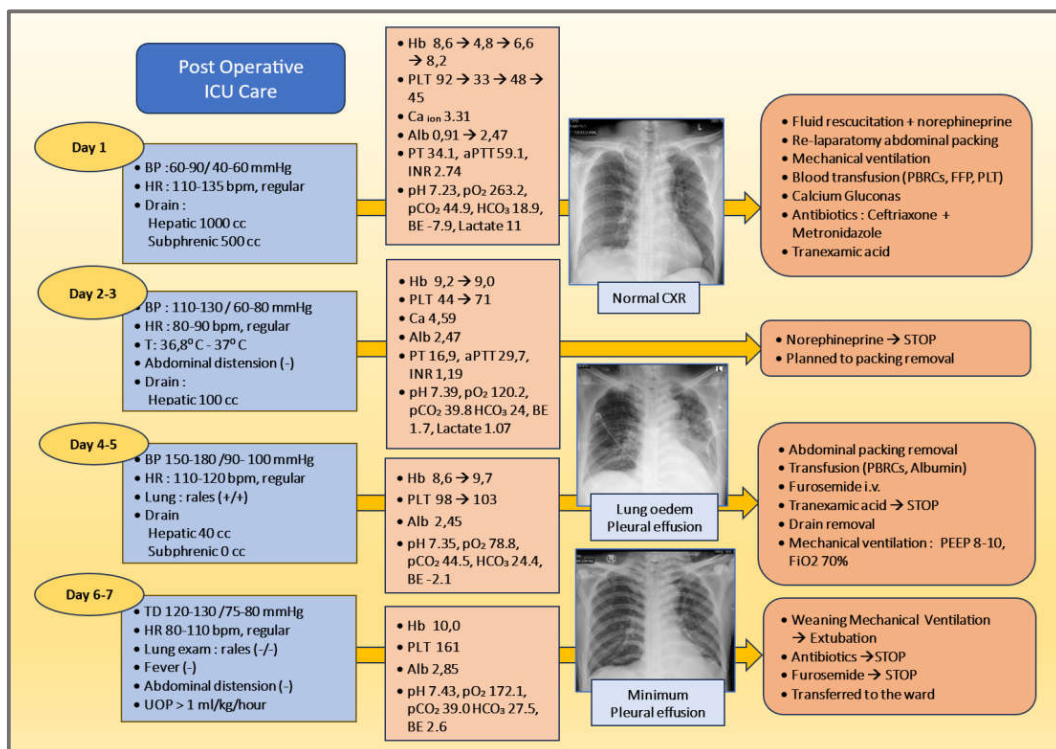 Post Operative
ICU Care
Day 1
• BP :60-90/ 40-60 mmHg
• HR : 110-135 bpm, regular
• Drain :
Hepatic 1000 cc
Subphrenic 500 cc
• Hb 8,6 → 4,8 → 6,6
→ 8,2
• PLT 92 → 33 → 48 →
45
• Ca ion 3.31
• Alb 0,91 → 2,47
• PT 34.1, aPTT 59.1,
INR 2.74
• pH 7.23, pO2 263.2,
pCO2 44.9, HCO3 18.9,
BE -7.9, Lactate 11
L
Normal CXR
• Fluid rescucitation + norephineprine
• Re-laparatomy abdominal packing
• Mechanical ventilation
• Blood transfusion (PBRCs, FFP, PLT)
• Calcium Gluconas
• Antibiotics : Ceftriaxone +
Metronidazole
• Tranexamic acid
Day 2-3
• BP : 110-130 / 60-80 mmHg
• HR : 80-90 bpm, regular
• T: 36,8⁰ C - 37⁰ C
• Abdominal distension (-)
• Drain :
Hepatic 100 cc
• Hb 9,2 → 9,0
• PLT 44 → 71
• Ca 4,59
• Alb 2,47
• PT 16,9, aPTT 29,7,
INR 1,19
• pH 7.39, pO2 120.2,
pCO2 39.8 HCO3 24, BE
1.7, Lactate 1.07
• Norephineprine → STOP
• Planned to packing removal
Day 4-5
• BP 150-180 /90- 100 mmHg
• HR : 110-120 bpm, regular
• Lung : rales (+/+)
• Drain
Hepatic 40 cc
Subphrenic 0 cc
• Hb 8,6 → 9,7
• PLT 98 → 103
• Alb 2,45
• pH 7.35, pO2 78.8,
pCO2 44.5, HCO3 24.4,
BE -2.1
Lung oedem
Pleural effusion
• Abdominal packing removal
• Transfusion (PBRCs, Albumin)
• Furosemide i.v.
• Tranexamic acid → STOP
• Drain removal
• Mechanical ventilation : PEEP 8-10,
FiO2 70%
Day 6-7
• TD 120-130 /75-80 mmHg
• HR 80-110 bpm, regular
• Lung exam : rales (-/-)
• Fever (-)
• Abdominal distension (-)
• UOP > 1 ml/kg/hour
• Hb 10,0
• PLT 161
• Alb 2,85
• pH 7.43, pO2 172.1,
pCO2 39.0 HCO3 27.5,
BE 2.6
Minimum
Pleural effusion
• Weaning Mechanical Ventilation
→ Extubation
• Antibiotics →STOP
• Furosemide → STOP
• Transferred to the ward